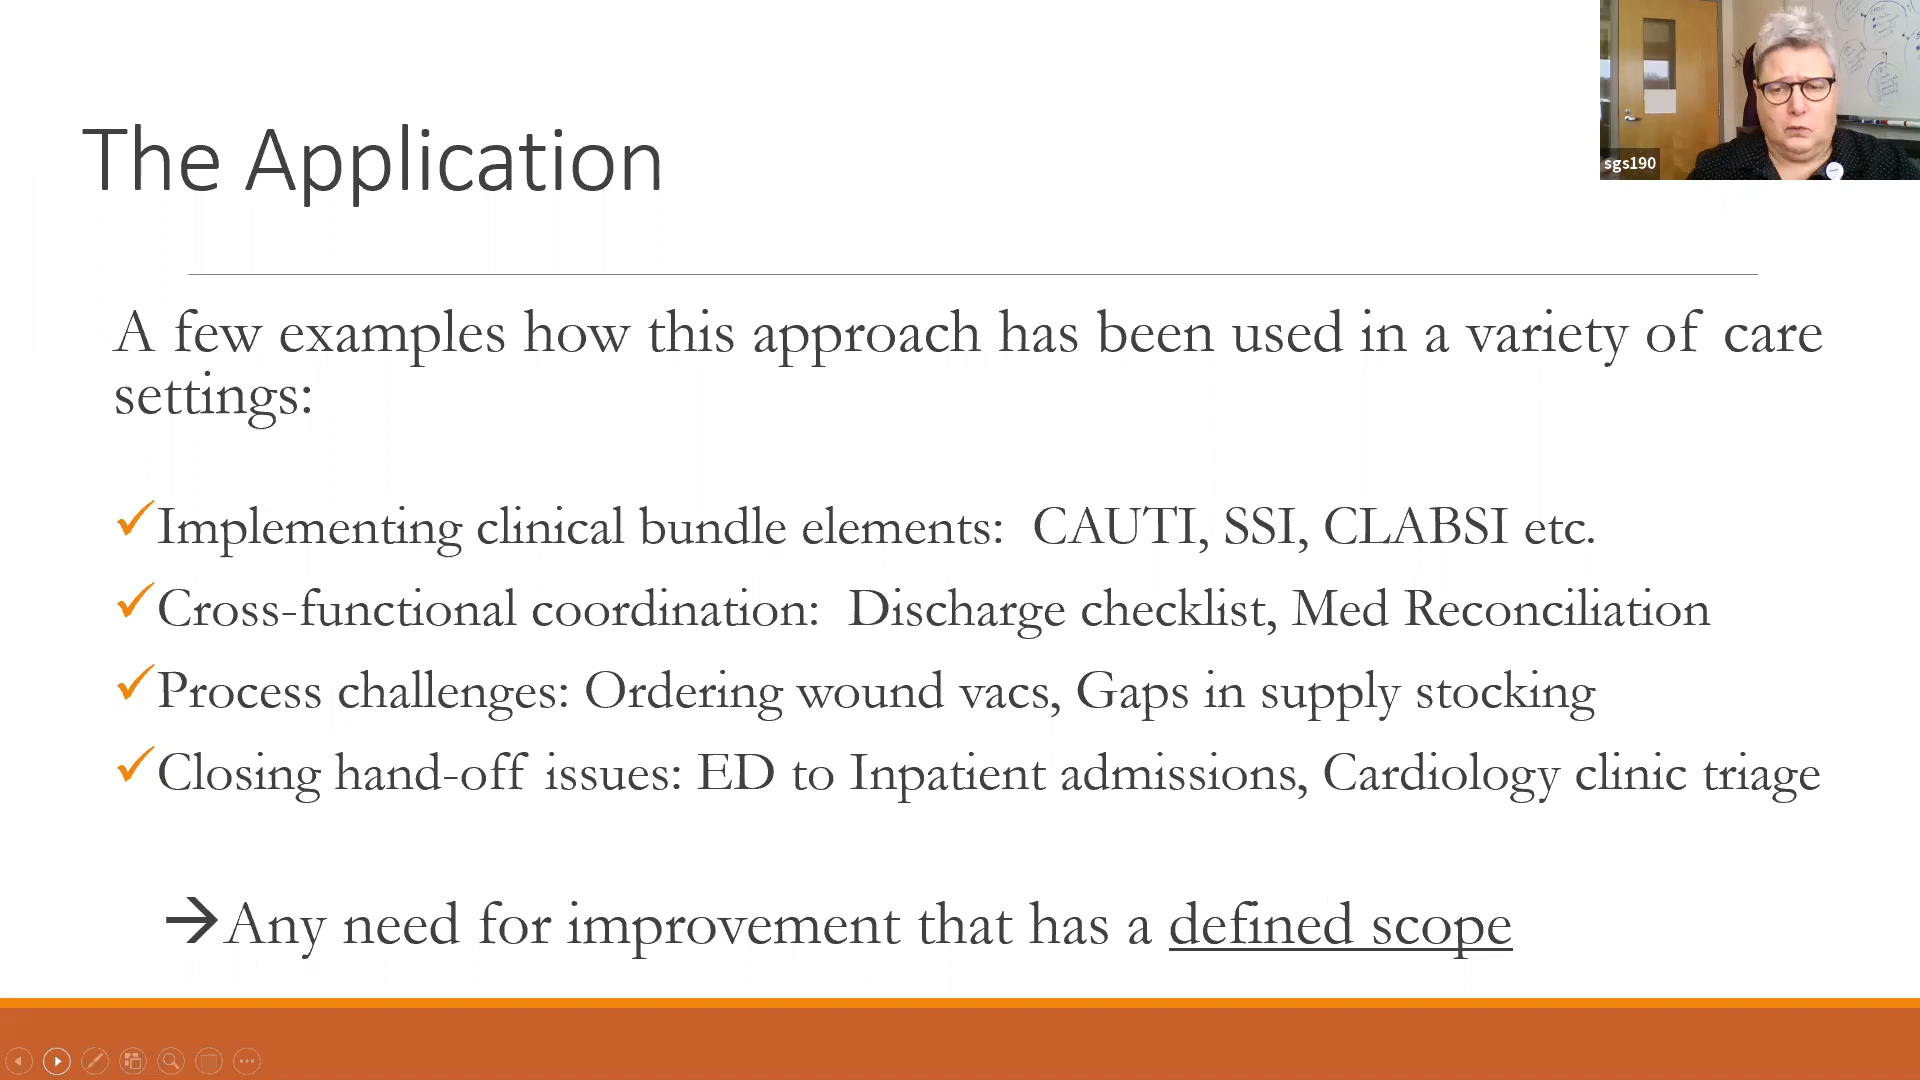 The Application
sgs190
A few examples how this approach has been used in a variety of care
settings:
✓Implementing clinical bundle elements:  CAUTI, SSI, CLABSI etc.
✓Cross-functional coordination:  Discharge checklist, Med Reconciliation
✓Process challenges: Ordering wound vacs, Gaps in supply stocking
✓Closing hand-off issues: ED to Inpatient admissions, Cardiology clinic triage
→Any need for improvement that has a defined scope